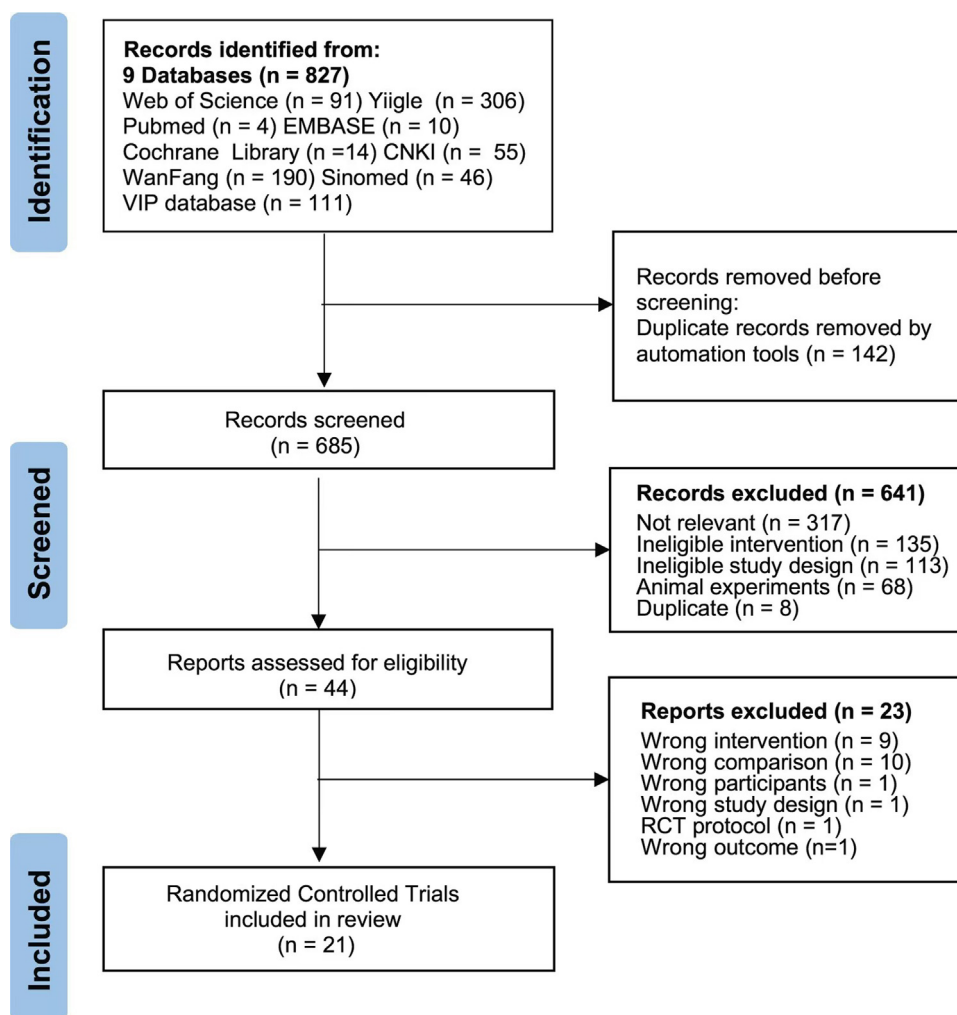 Identification
Records identified from:
9 Databases (n = 827)
Web of Science (n = 91) Yiigle (n = 306)
Pubmed (n = 4) EMBASE (n = 10)
Cochrane Library (n =14) CNKI (n = 55)
WanFang (n = 190) Sinomed (n = 46)
VIP database (n = 111)
Records removed before
screening:
Duplicate records removed by
automation tools (n = 142)
Screened
Records screened
(n = 685)
Records excluded (n = 641)
Not relevant (n = 317)
Ineligible intervention (n = 135)
Ineligible study design (n = 113)
Animal experiments (n = 68)
Duplicate (n = 8)
Reports assessed for eligibility
(n = 44)
Reports excluded (n = 23)
Wrong intervention (n = 9)
Wrong comparison (n = 10)
Wrong participants (n = 1)
Wrong study design (n = 1)
RCT protocol (n = 1)
Wrong outcome (n=1)
Included
Randomized Controlled Trials
included in review
(n = 21)